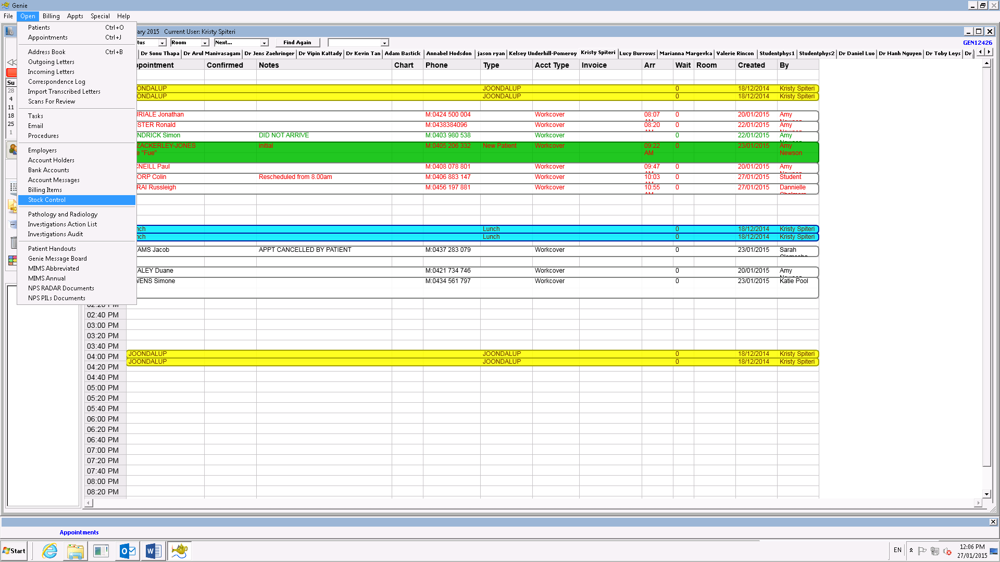 Genie
File Open Billing Appts Special Help
Patients Ctrl+O
Appointments Ctrl+J
Address Book Ctrl+B
Outgoing Letters
Incoming Letters
Correspondence Log
Import Transcribed Letters
Scans For Review
Tasks
Email
Procedures
Employers
Account Holders
Bank Accounts
Account Messages
Billing Items
Stock Control
Pathology and Radiology
Investigations Action List
Investigations Audit
Patient Handouts
Genie Message Board
MIMS Abbreviated
MIMS Annual
NPS RADAR Documents
NPS PILs Documents
Su
28
4
11
18
25
1
ary 2015 Current User: Kristy Spiteri
tus Room Next... Find Again GEN12426
Dr Sonu Thapa Dr Arul Manivasagam Dr Jens Zaehringer Dr Vipin Kattady Dr Kevin Tan Adam Bastick Annabel Hodsdon jason ryan Kelsey Underhill-Pomeroy Kristy Spiteri Lucy Burrows Marianna Margevka Valerie Rincon Studentphys1 Studentphys2 Dr Daniel Luo Dr Hanh Nguyen Dr Toby Leys Dr
ppointment Confirmed Notes Chart Phone Type Acct Type Invoice Arr Wait Room Created By
ONDALUP JOONDALUP 0 18/12/2014 Kristy Spiteri
ONDALUP JOONDALUP 0 18/12/2014 Kristy Spiteri
RIALE Jonathan M:0424 500 004 Workcover 08:07 0 20/01/2015 Amy
STER Ronald M:0438384096 Workcover 08:20 0 22/01/2015 Amy
NDRICK Simon DID NOT ARRIVE M:0403 980 538 Workcover 22/01/2015 Amy
ZACKERLEY-JONES initial M:0405 206 332 New Patient Workcover 09:22 0 23/01/2015 Amy
e "Fue" AM Newson
NEILL Paul M:0408 078 801 Workcover 09:47 0 20/01/2015 Amy
ORP Colin Rescheduled from 8.00am M:0406 883 147 Workcover 10:03 0 27/01/2015 Student
RAI Russleigh M:0456 197 881 Workcover 10:55 0 27/01/2015 Dannielle
nch Lunch 0 18/12/2014 Kristy Spiteri
nch Lunch 0 18/12/2014 Kristy Spiteri
AMS Jacob APPT CANCELLED BY PATIENT M:0437 283 079 Workcover 23/01/2015 Sarah
ALEY Duane M:0421 734 746 Workcover 0 20/01/2015 Amy
ENS Simone M:0434 561 797 Workcover 0 23/01/2015 Katie Pool
02:20 PM
02:40 PM
03:00 PM
03:20 PM
03:40 PM
04:00 PM JOONDALUP JOONDALUP 0 18/12/2014 Kristy Spiteri
04:20 PM JOONDALUP JOONDALUP 0 18/12/2014 Kristy Spiteri
04:40 PM
05:00 PM
05:20 PM
05:40 PM
06:00 PM
06:20 PM
06:40 PM
07:00 PM
07:20 PM
07:40 PM
08:00 PM
08:20 PM
Appointments
Start EN 12:06 PM
27/01/2015